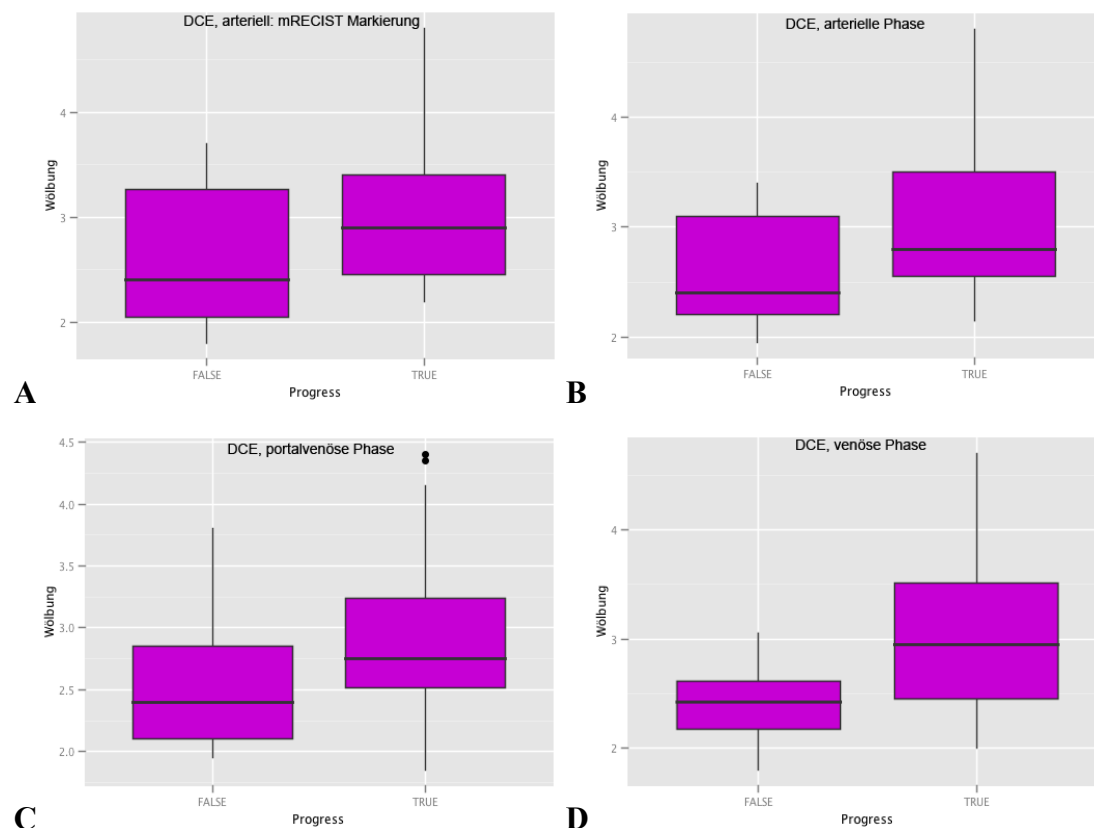 DCE, arteriell: mRECIST Markierung
4
3
2
Wölbung
FALSE
TRUE
Progress
A
DCE, arterielle Phase
4
3
2
Wölbung
FALSE
TRUE
Progress
B
DCE, portalvenöse Phase
4.5
4.0
3.5
3.0
2.5
2.0
Wölbung
FALSE
TRUE
Progress
C
DCE, venöse Phase
4
3
2
Wölbung
FALSE
TRUE
Progress
D